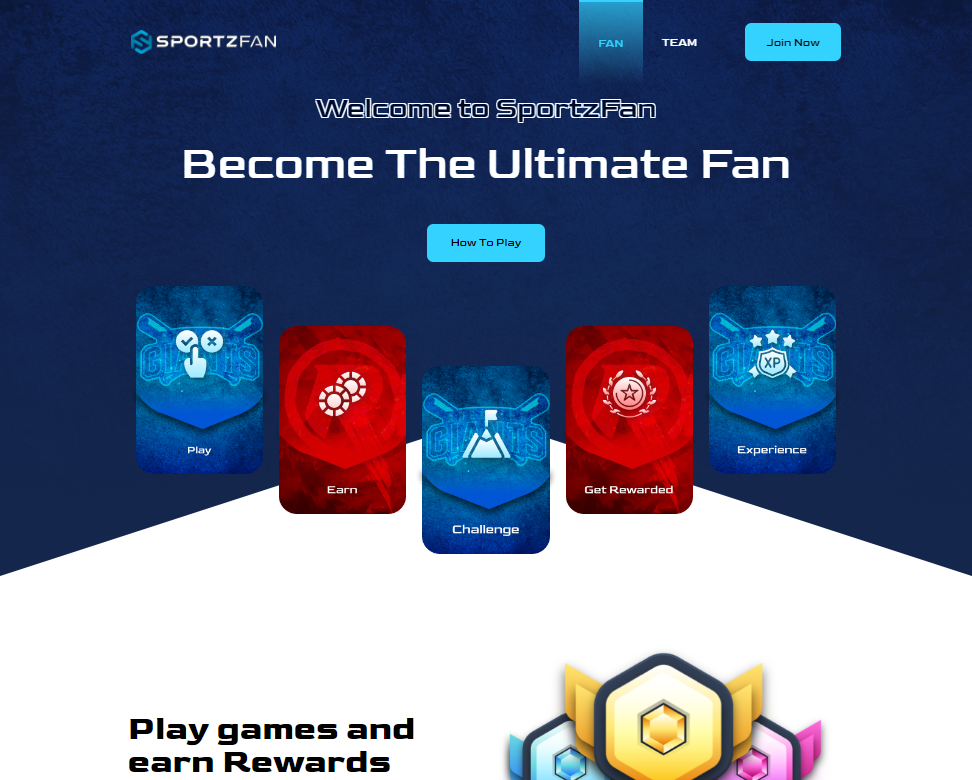 SPORTZFAN
FAN
TEAM
Join Now
Welcome to SportzFan
Become The Ultimate Fan
How To Play
GIANTS
Play
R
Earn
GIANTS
Challenge
R
Get Rewarded
GIANTS
XP
Experience
Play games and
earn Rewards